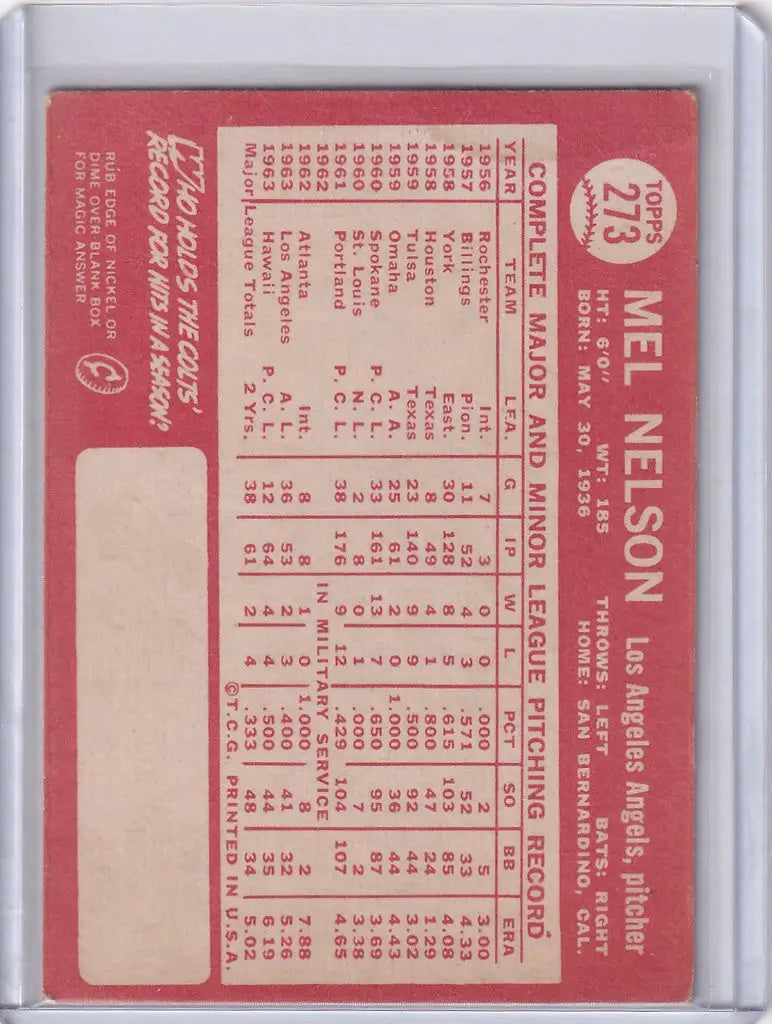 TOPPS
273
MEL NELSON Los Angeles Angels, pitcher
HT: 6'0" WT: 185 THROWS: LEFT BATS: RIGHT
BORN: MAY 30, 1936 HOME: SAN BERNARDINO, CAL.
COMPLETE MAJOR AND MINOR LEAGUE PITCHING RECORD
YEAR TEAM LEA. G IP W L PCT SO BB ERA
1956 Rochester Int. 7 3 0 0 .000 2 5 3.00
1957 Billings Pion. 11 52 4 3 .571 52 33 4.33
1958 York East. 30 128 8 5 .615 103 85 4.08
1958 Houston Texas 8 49 4 1 .800 47 24 1.29
1959 Tulsa Texas 23 140 9 9 .500 92 44 3.02
1959 Omaha A. A. 25 61 2 0 1.000 36 44 4.43
1960 Spokane P. C. L. 33 161 13 7 .650 95 87 3.69
1960 St. Louis N. L. 2 8 0 1 .000 7 2 3.38
1961 Portland P. C. L. 38 176 9 12 .429 104 107 4.65
1962 IN MILITARY SERVICE
1962 Atlanta Int. 8 8 1 0 1.000 8 2 7.88
1963 Los Angeles A. L. 36 53 2 3 .400 41 32 5.26
1963 Hawaii P. C. L. 12 64 4 4 .500 44 35 6.19
Major League Totals 2 Yrs. 38 61 2 4 .333 48 34 5.02
©T.C.G. PRINTED IN U.S.A.
WHO HOLDS THE COLTS'
RECORD FOR HITS IN A SEASON?
RUB EDGE OF NICKEL OR
DIME OVER BLANK BOX
FOR MAGIC ANSWER